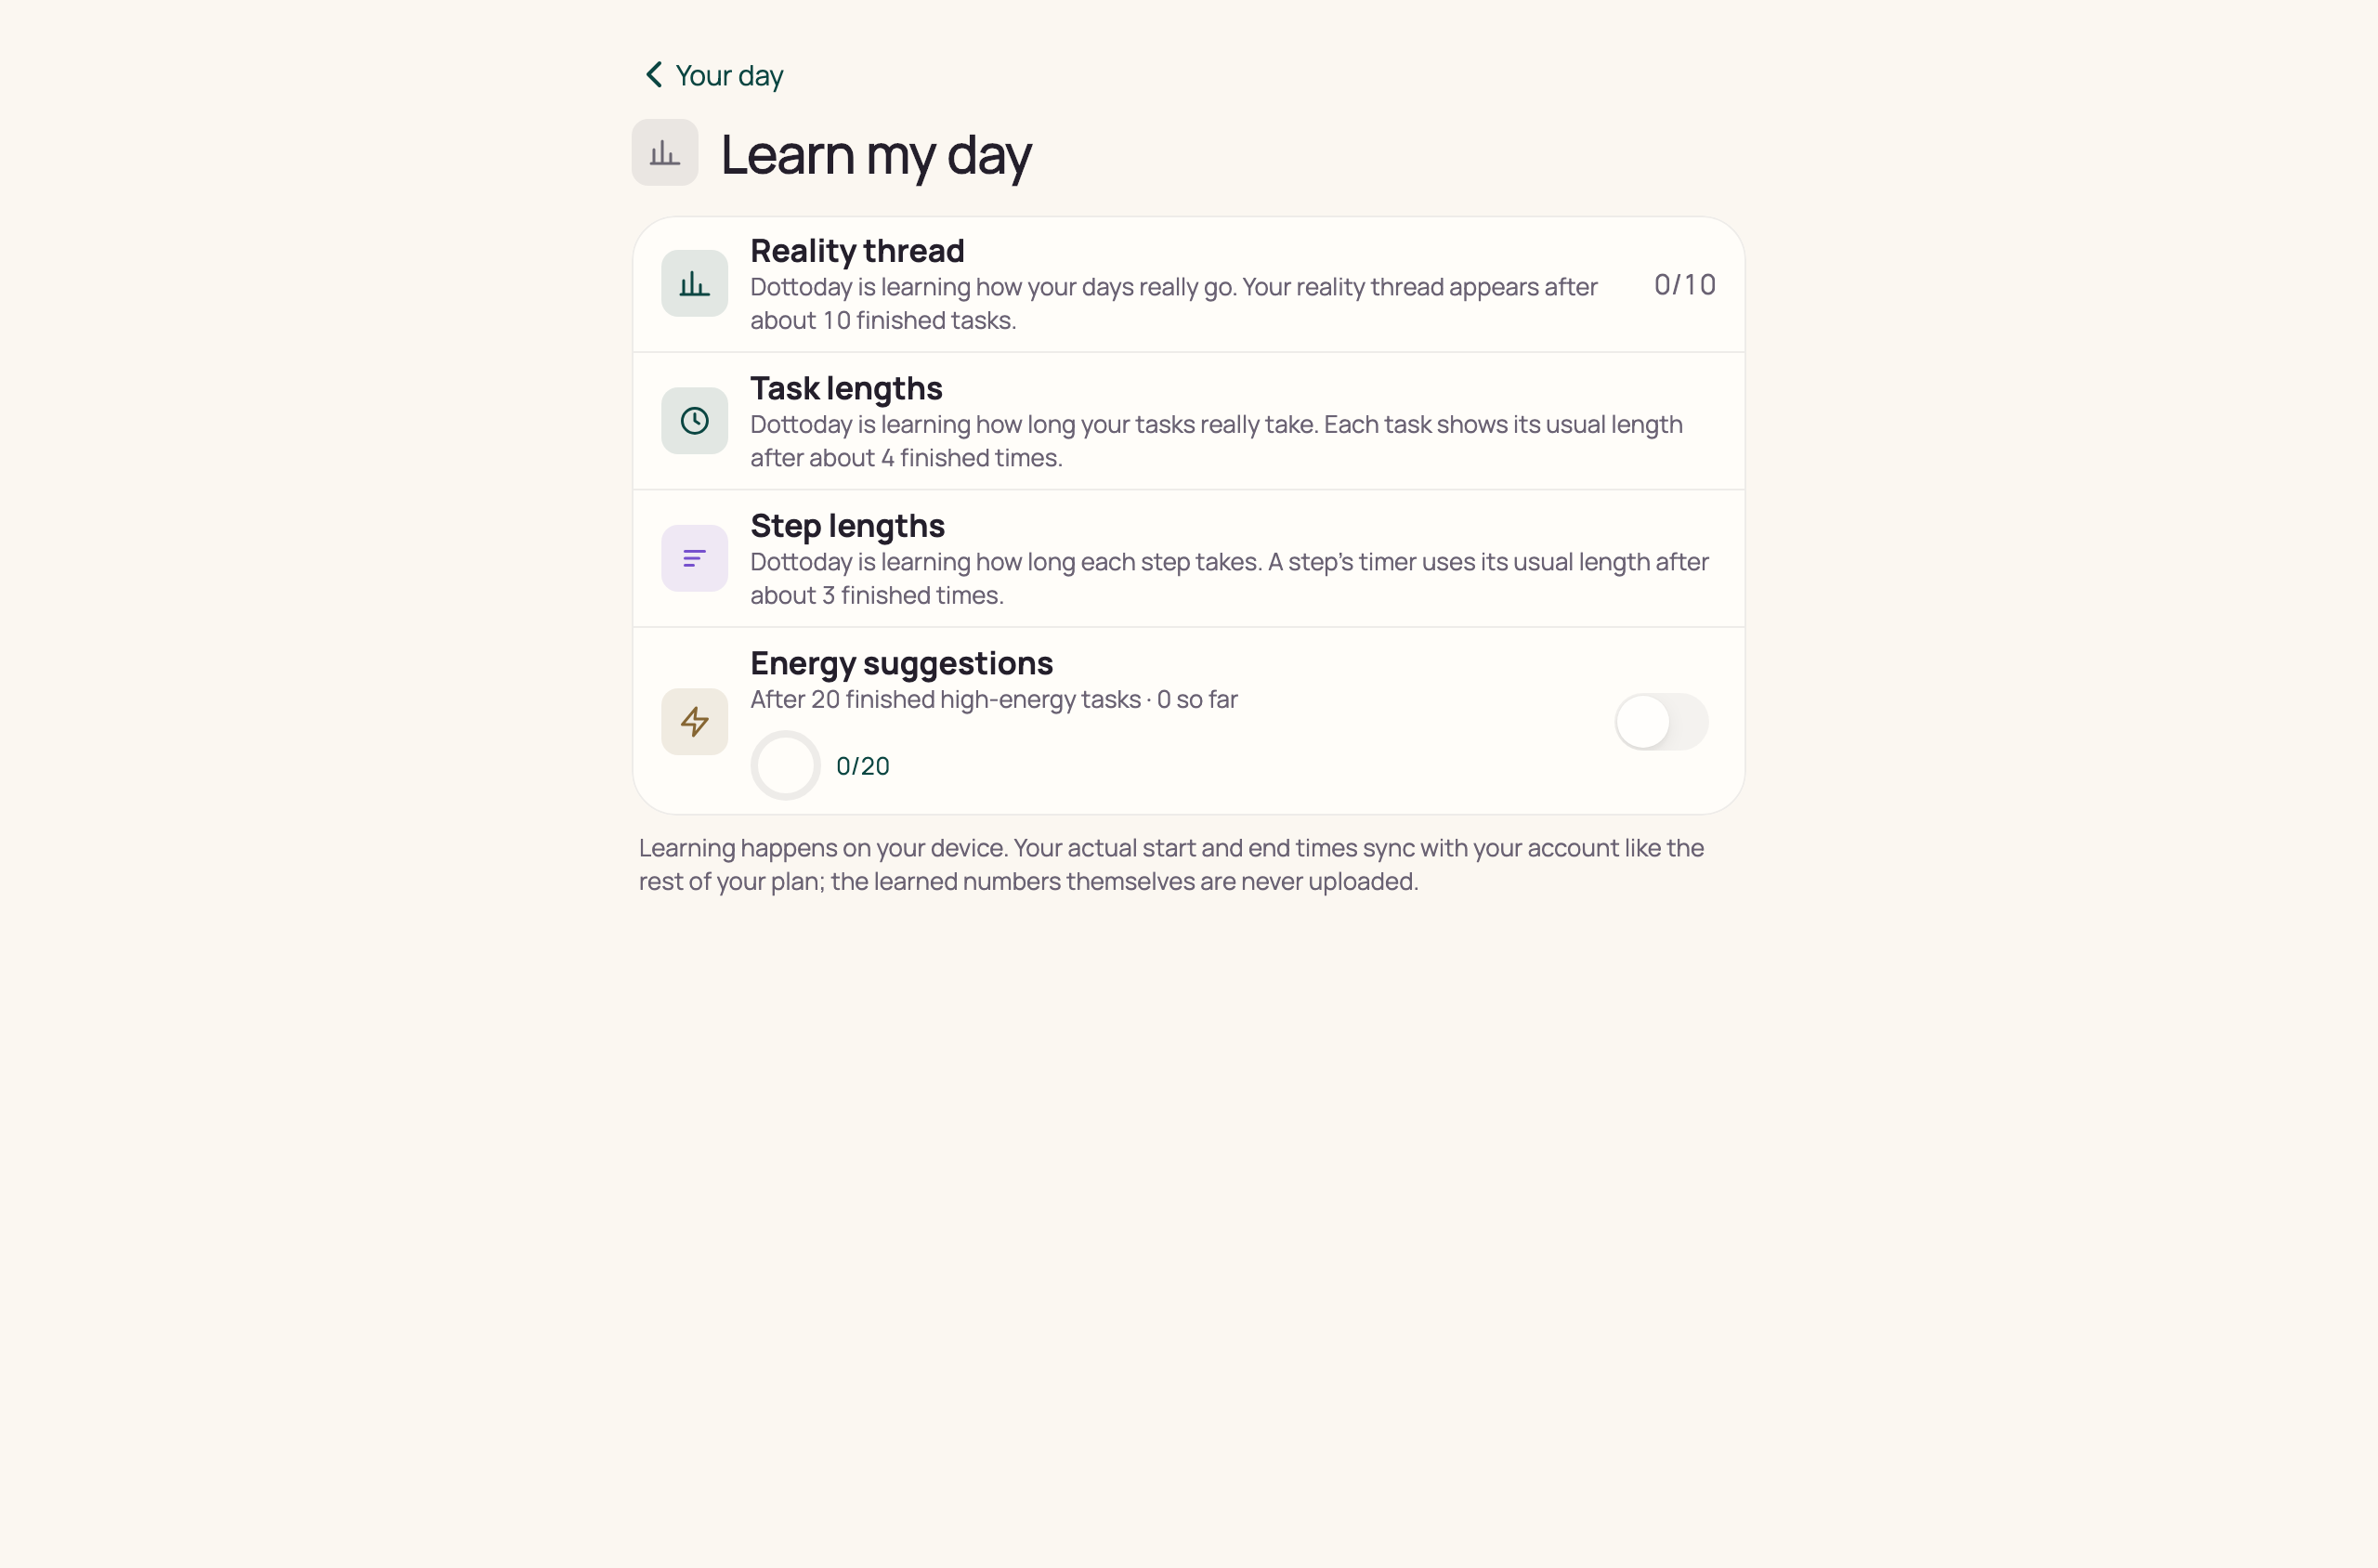 Your day
Learn my day
Reality thread
Dottoday is learning how your days really go. Your reality thread appears after
about 10 finished tasks.
0/10
Task lengths
Dottoday is learning how long your tasks really take. Each task shows its usual length
after about 4 finished times.
Step lengths
Dottoday is learning how long each step takes. A step’s timer uses its usual length after
about 3 finished times.
Energy suggestions
After 20 finished high-energy tasks · 0 so far
0/20
Learning happens on your device. Your actual start and end times sync with your account like the
rest of your plan; the learned numbers themselves are never uploaded.